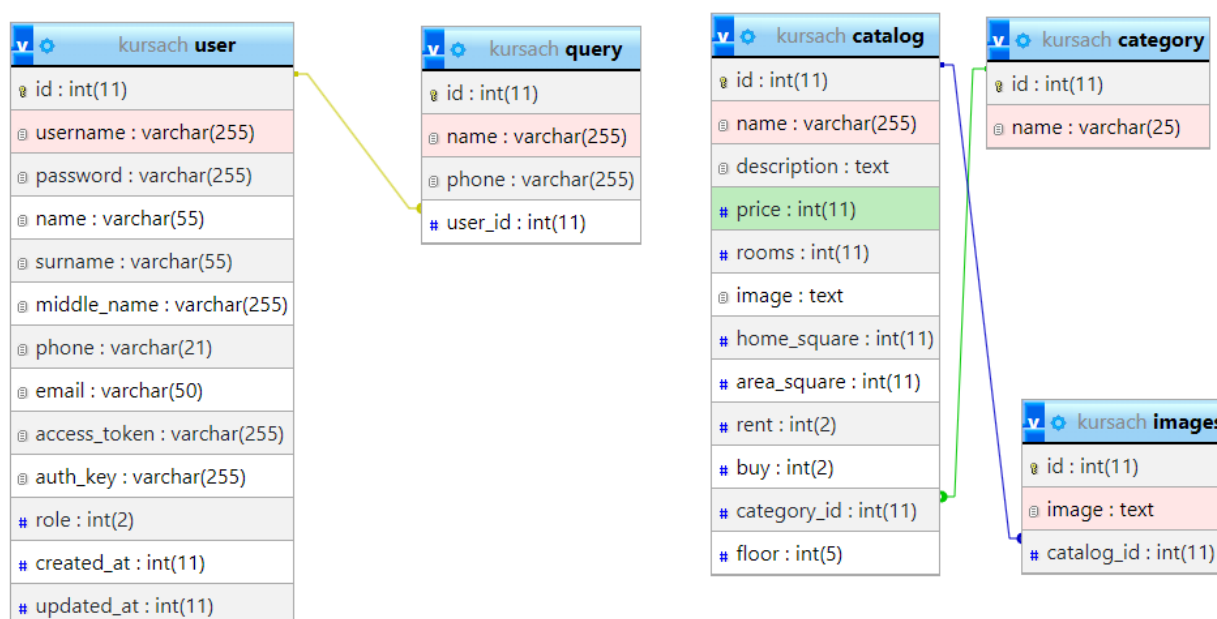 v kursach user
id : int(11)
username : varchar(255)
password : varchar(255)
name : varchar(55)
surname : varchar(55)
middle_name : varchar(255)
phone : varchar(21)
email : varchar(50)
access_token : varchar(255)
auth_key : varchar(255)
# role : int(2)
# created_at : int(11)
# updated_at : int(11)
v kursach query
id : int(11)
name : varchar(255)
phone : varchar(255)
# user_id : int(11)
v kursach catalog
id : int(11)
name : varchar(255)
description : text
# price : int(11)
# rooms : int(11)
image : text
# home_square : int(11)
# area_square : int(11)
# rent : int(2)
# buy : int(2)
# category_id : int(11)
# floor : int(5)
v kursach category
id : int(11)
name : varchar(25)
v kursach images
id : int(11)
image : text
# catalog_id : int(11)